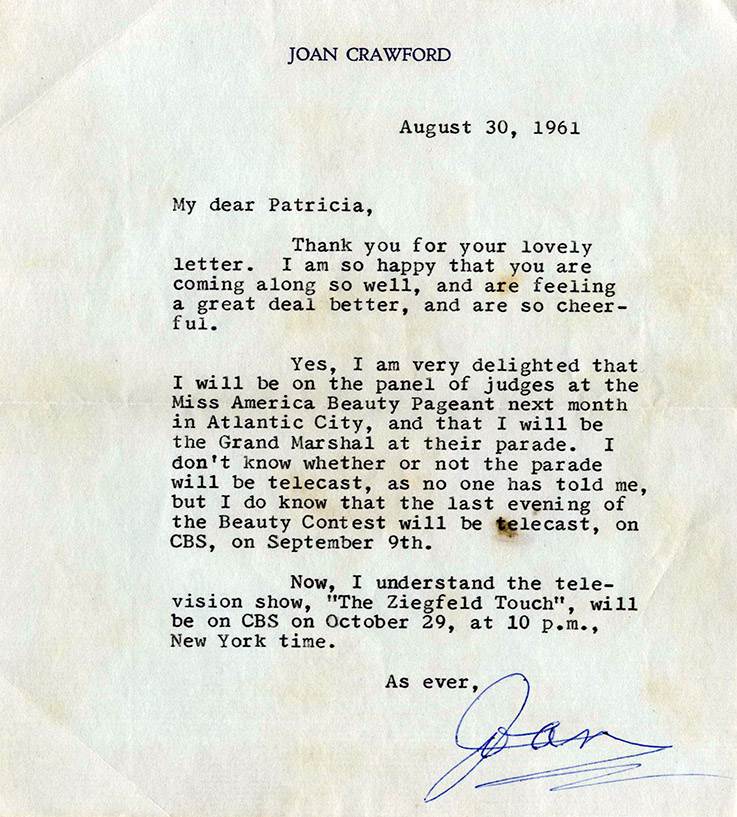 JOAN CRAWFORD
August 30, 1961
My dear Patricia,
Thank you for your lovely
letter. I am so happy that you are
coming along so well, and are feeling
a great deal better, and are so cheer-
ful.
Yes, I am very delighted that
I will be on the panel of judges at the
Miss America Beauty Pageant next month
in Atlantic City, and that I will be
the Grand Marshal at their parade. I
don't know whether or not the parade
will be telecast, as no one has told me,
but I do know that the last evening of
the Beauty Contest will be telecast, on
CBS, on September 9th.
Now, I understand the tele-
vision show, "The Ziegfeld Touch", will
be on CBS on October 29, at 10 p.m.,
New York time.
As ever,
Joan